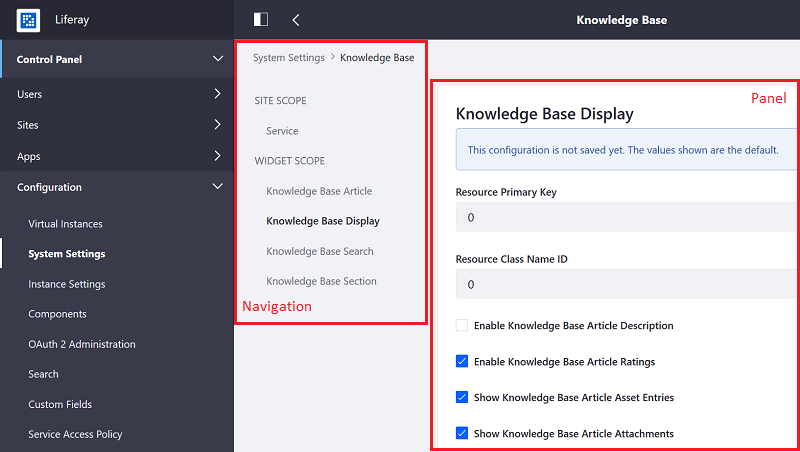 Liferay
Control Panel
Users
Sites
Apps
Configuration
Virtual Instances
System Settings
Instance Settings
Components
OAuth 2 Administration
Search
Custom Fields
Service Access Policy
Knowledge Base
System Settings > Knowledge Base
SITE SCOPE
Service
WIDGET SCOPE
Knowledge Base Article
Knowledge Base Display
Knowledge Base Search
Knowledge Base Section
Navigation
Panel
Knowledge Base Display
This configuration is not saved yet. The values shown are the default.
Resource Primary Key
0
Resource Class Name ID
0
Enable Knowledge Base Article Description
Enable Knowledge Base Article Ratings
Show Knowledge Base Article Asset Entries
Show Knowledge Base Article Attachments